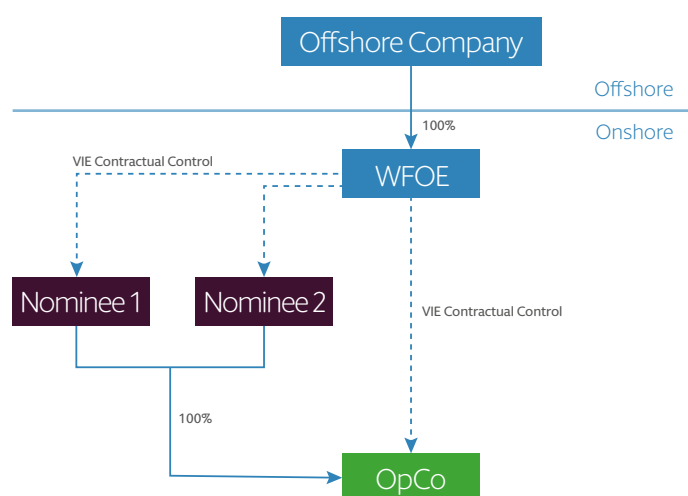 Offshore Company
Offshore
100%
Onshore
VIE Contractual Control
WFOE
Nominee 1
Nominee 2
VIE Contractual Control
100%
OpCo